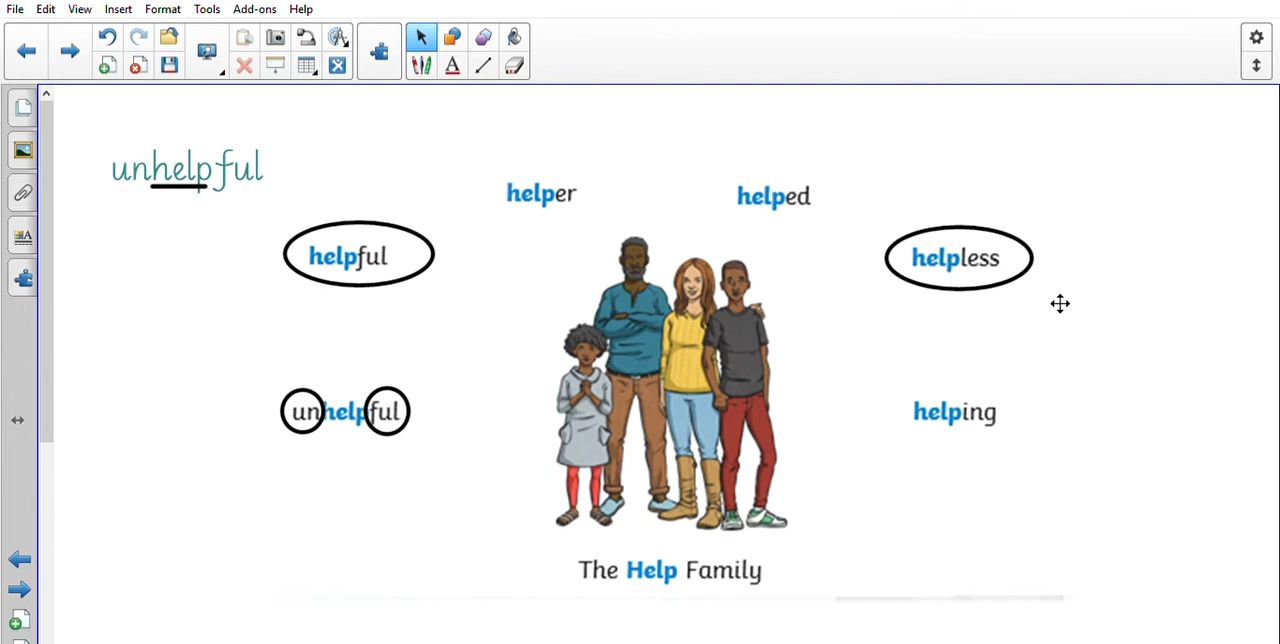 File Edit View Insert Format Tools Add-ons Help
unhelpful
helper helped
helpful helpless
unhelpful helping
The Help Family